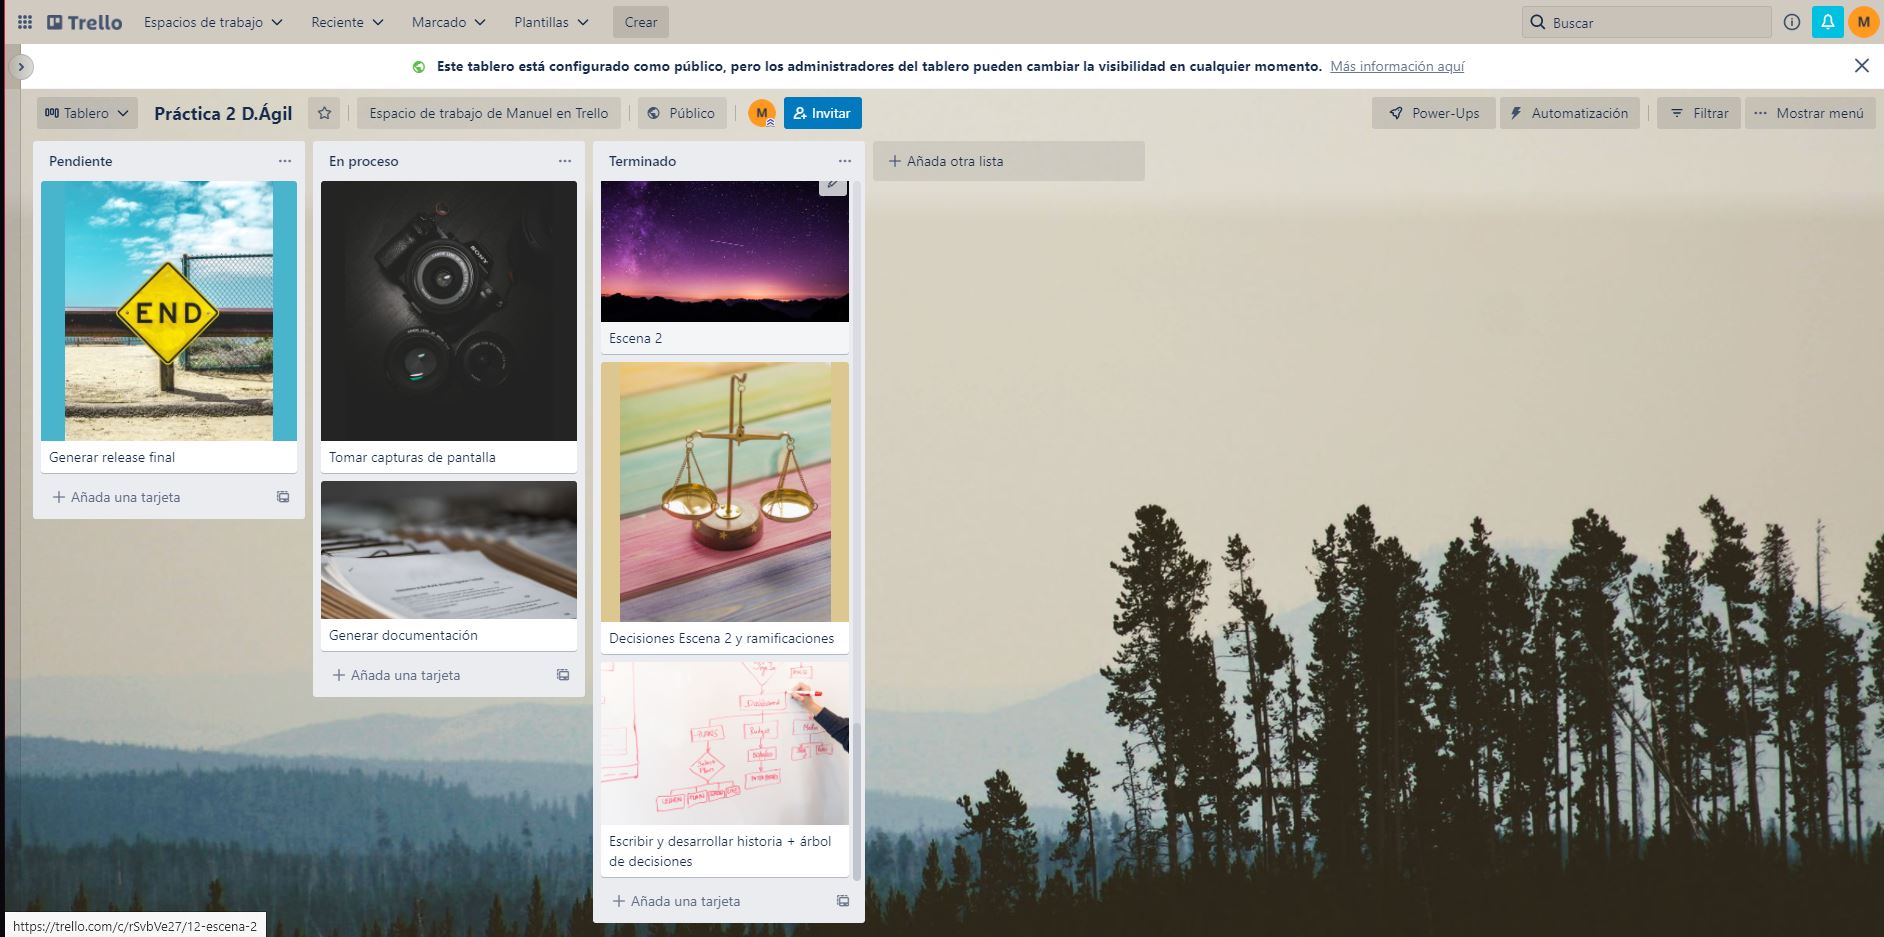 Trello
Espacios de trabajo
Reciente
Marcado
Plantillas
Crear
Buscar
M
Este tablero está configurado como público, pero los administradores del tablero pueden cambiar la visibilidad en cualquier momento. Más información aquí
Tablero
Práctica 2 D.Ágil
Espacio de trabajo de Manuel en Trello
Público
M
Invitar
Power-Ups
Automatización
Filtrar
Mostrar menú
Pendiente
END
Generar release final
Añada una tarjeta
En proceso
SONY
Tomar capturas de pantalla
Generar documentación
Añada una tarjeta
Terminado
Escena 2
Decisiones Escena 2 y ramificaciones
Dashboard
Budget
Escribir y desarrollar historia + árbol
de decisiones
Añada una tarjeta
Añada otra lista
https://trello.com/c/rSvbVe27/12-escena-2